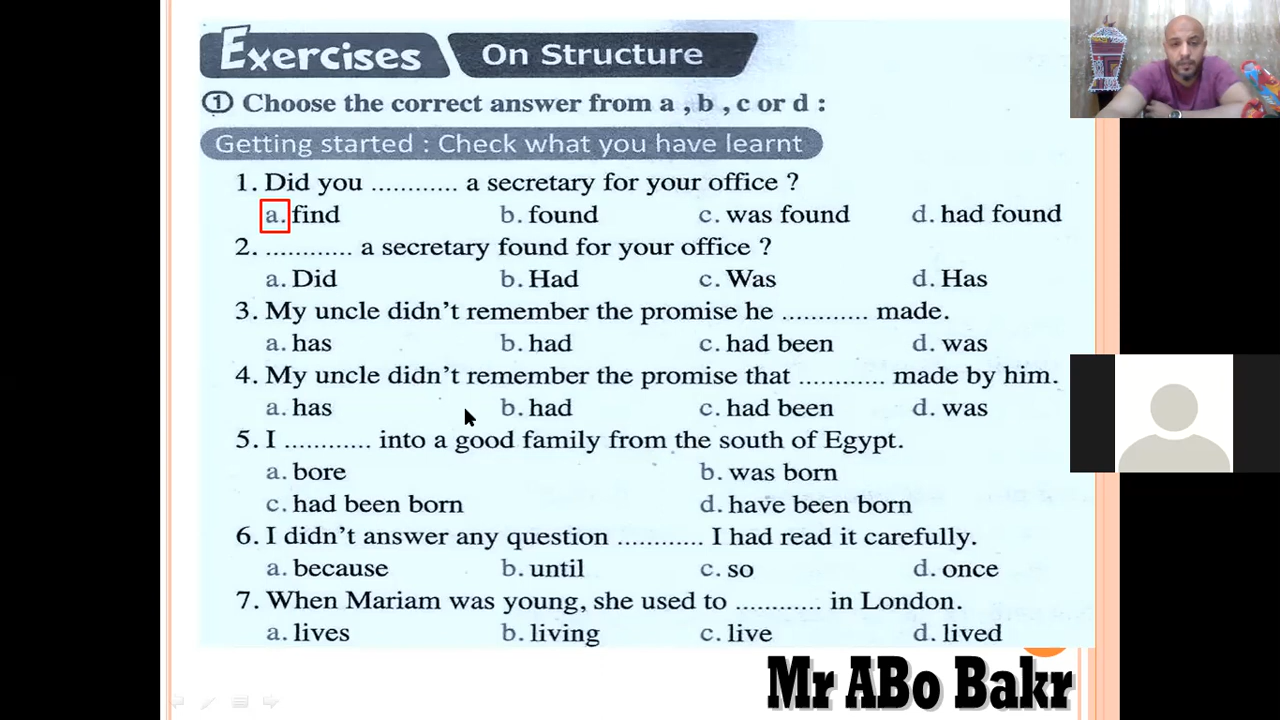 Exercises On Structure
① Choose the correct answer from a , b , c or d :
Getting started : Check what you have learnt
1. Did you ............ a secretary for your office ?
a. find b. found c. was found d. had found
2. ............ a secretary found for your office ?
a. Did b. Had c. Was d. Has
3. My uncle didn't remember the promise he ............ made.
a. has b. had c. had been d. was
4. My uncle didn't remember the promise that ............ made by him.
a. has b. had c. had been d. was
5. I ............ into a good family from the south of Egypt.
a. bore b. was born
c. had been born d. have been born
6. I didn't answer any question ............ I had read it carefully.
a. because b. until c. so d. once
7. When Mariam was young, she used to ............ in London.
a. lives b. living c. live d. lived
Mr ABo Bakr